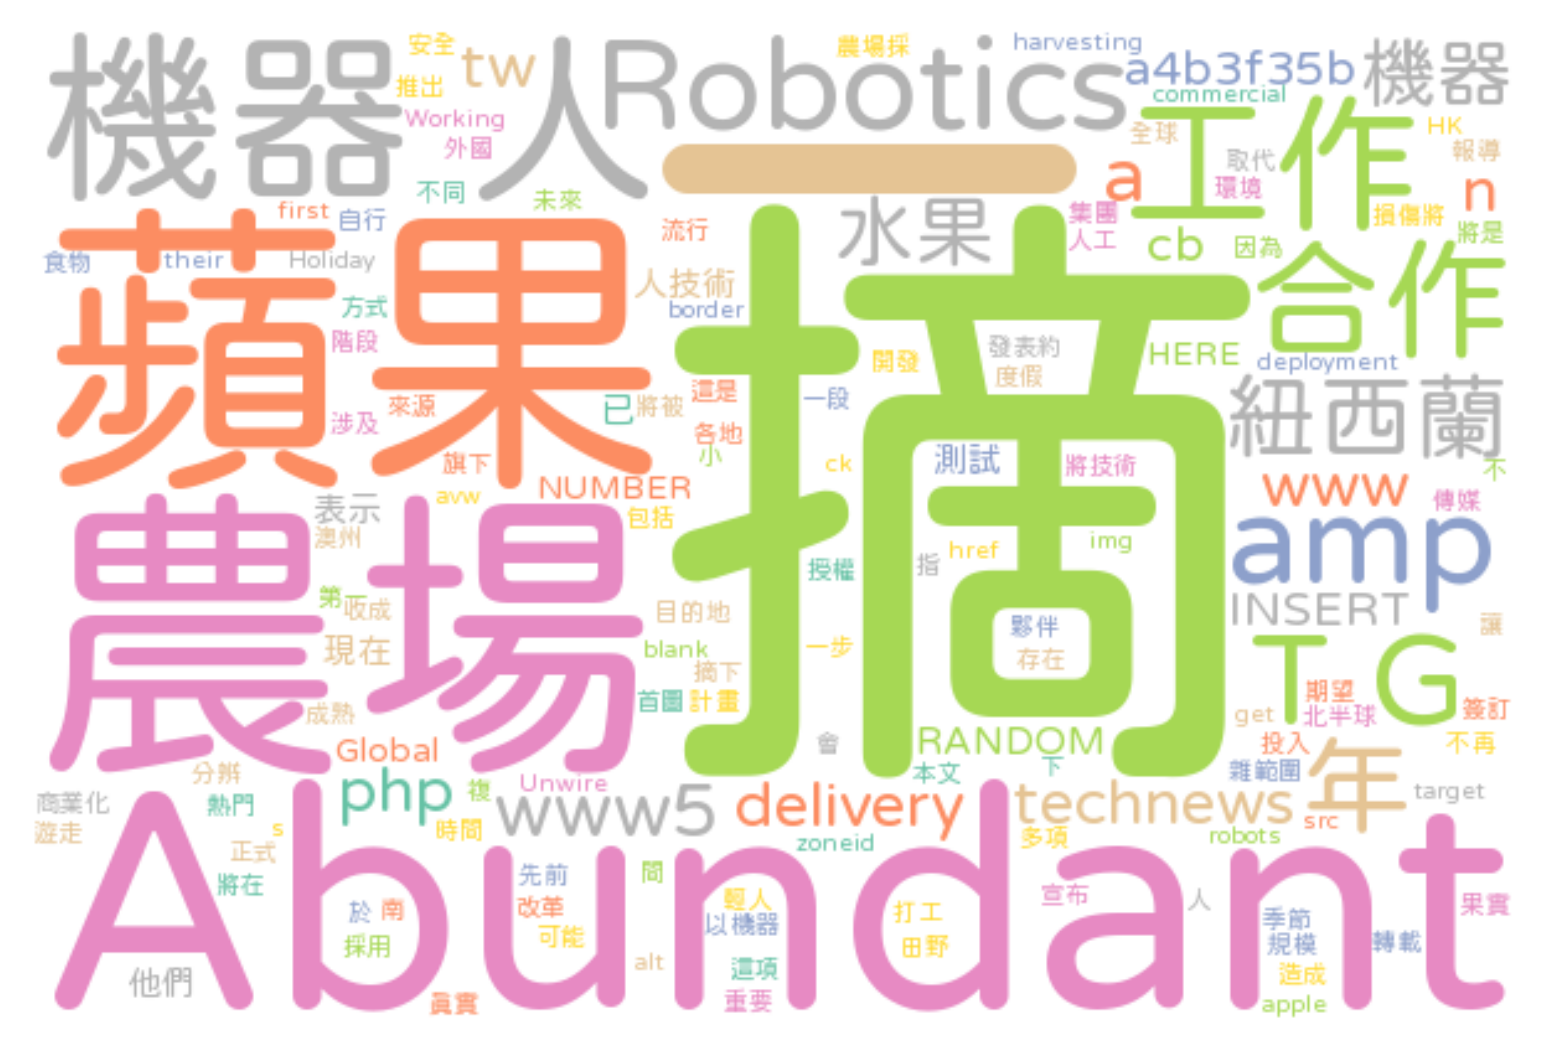 機器人
安全
tw
Robotics
農場採
harvesting
a4b3f35b
機器
推出
commercial
Working
外國
全球
工作
HK
報導
取代
環境
a
n
不同
未來
first
自行
流行
水果
集團
人工
損傷將
將是
cb
因為
蘋果
食物
their
Holiday
人技術
border
方式
合作
摘
階段
開發
發表約
度假
HERE
deployment
紐西蘭
來源
已
將被
這是
一段
涉及
各地
小
旗下
ck
測試
將技術
不
NUMBER
www
傳媒
avw
表示
澳州
包括
amp
農場
href
img
授權
指
INSERT
第一
收成
目的地
夥伴
讓
現在
blank
一步
存在
摘下
TG
首圖
計畫
期望
北半球
簽訂
成熟
get
Global
會
RANDOM
投入
不再
分辨
本文
下
雜範圍
年
商業化
熱門
php
複
Unwire
www5
delivery
technews
target
遊走
時間
src
s
zoneid
多項
robots
正式
將在
Abundant
先前
間
輕人
宣布
人
果實
於
南
改革
以機器
打工
季節
採用
可能
田野
規模
轉載
他們
alt
這項
造成
真實
重要
apple